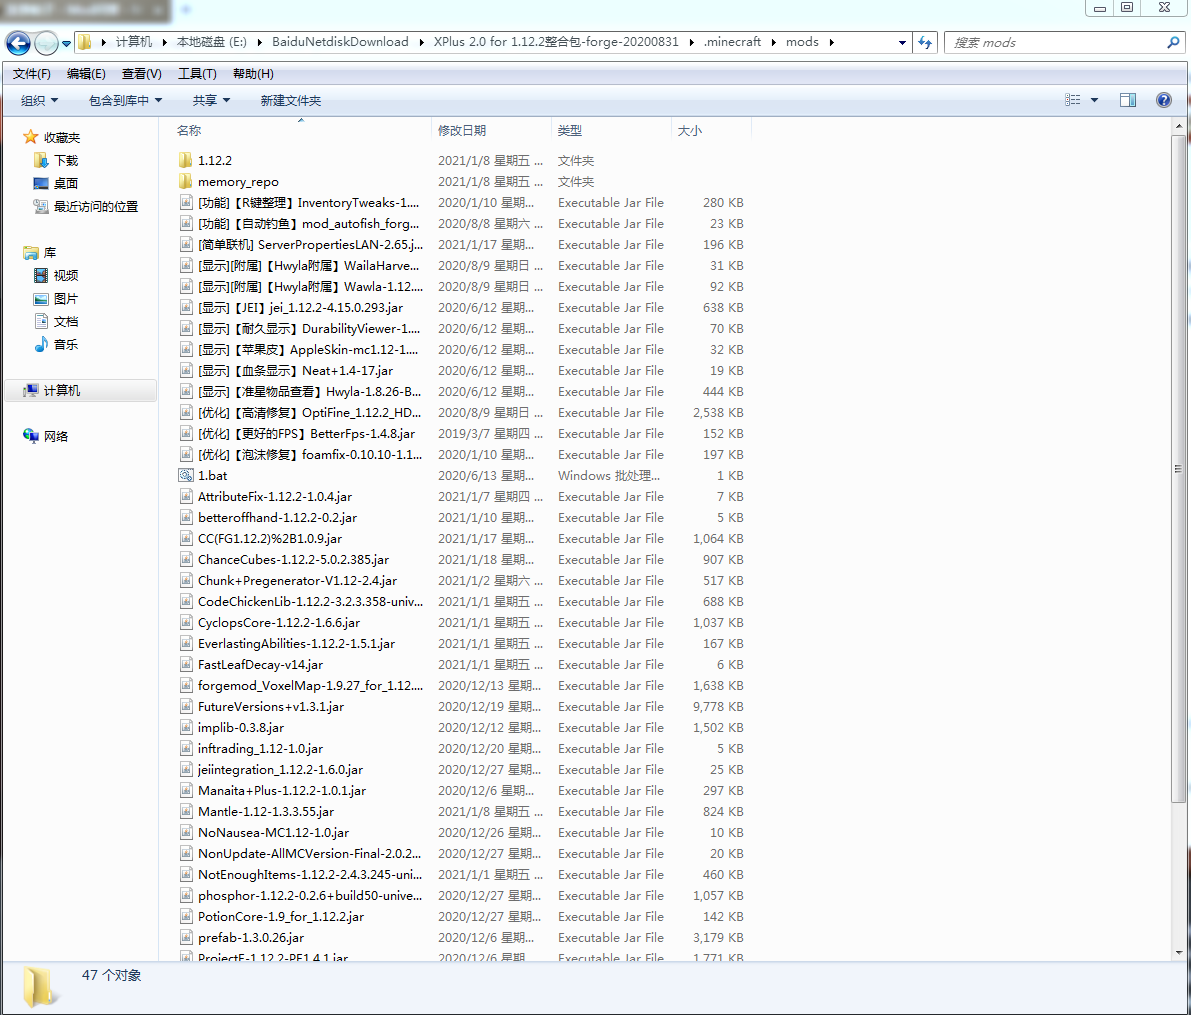 计算机 本地磁盘 (E:) BaiduNetdiskDownload XPlus 2.0 for 1.12.2整合包-forge-20200831 .minecraft mods 搜索 mods
文件(F) 编辑(E) 查看(V) 工具(T) 帮助(H)
组织 包含到库中 共享 新建文件夹
收藏夹
下载
桌面
最近访问的位置
库
视频
图片
文档
音乐
计算机
网络
名称 修改日期 类型 大小
1.12.2 2021/1/8 星期五 ... 文件夹
memory_repo 2021/1/8 星期五 ... 文件夹
[功能]【R键整理】InventoryTweaks-1.... 2020/1/10 星期... Executable Jar File 280 KB
[功能]【自动钓鱼】mod_autofish_forg... 2020/8/8 星期六 ... Executable Jar File 23 KB
[简单联机] ServerPropertiesLAN-2.65.j... 2021/1/17 星期... Executable Jar File 196 KB
[显示][附属]【Hwyla附属】WailaHarve... 2020/8/9 星期日 ... Executable Jar File 31 KB
[显示][附属]【Hwyla附属】Wawla-1.12.... 2020/8/9 星期日 ... Executable Jar File 92 KB
[显示]【JEI】jei_1.12.2-4.15.0.293.jar 2020/6/12 星期... Executable Jar File 638 KB
[显示]【耐久显示】DurabilityViewer-1.... 2020/6/12 星期... Executable Jar File 70 KB
[显示]【苹果皮】AppleSkin-mc1.12-1.... 2020/6/12 星期... Executable Jar File 32 KB
[显示]【血条显示】Neat+1.4-17.jar 2020/6/12 星期... Executable Jar File 19 KB
[显示]【准星物品查看】Hwyla-1.8.26-B... 2020/6/12 星期... Executable Jar File 444 KB
[优化]【高清修复】OptiFine_1.12.2_HD... 2020/8/9 星期日 ... Executable Jar File 2,538 KB
[优化]【更好的FPS】BetterFps-1.4.8.jar 2019/3/7 星期四 ... Executable Jar File 152 KB
[优化]【泡沫修复】foamfix-0.10.10-1.1... 2020/1/10 星期... Executable Jar File 197 KB
1.bat 2020/6/13 星期... Windows 批处理... 1 KB
AttributeFix-1.12.2-1.0.4.jar 2021/1/7 星期四 ... Executable Jar File 7 KB
betteroffhand-1.12.2-0.2.jar 2021/1/10 星期... Executable Jar File 5 KB
CC(FG1.12.2)%2B1.0.9.jar 2021/1/17 星期... Executable Jar File 1,064 KB
ChanceCubes-1.12.2-5.0.2.385.jar 2021/1/18 星期... Executable Jar File 907 KB
Chunk+Pregenerator-V1.12-2.4.jar 2021/1/2 星期六 ... Executable Jar File 517 KB
CodeChickenLib-1.12.2-3.2.3.358-univ... 2021/1/1 星期五 ... Executable Jar File 688 KB
CyclopsCore-1.12.2-1.6.6.jar 2021/1/1 星期五 ... Executable Jar File 1,037 KB
EverlastingAbilities-1.12.2-1.5.1.jar 2021/1/1 星期五 ... Executable Jar File 167 KB
FastLeafDecay-v14.jar 2021/1/1 星期五 ... Executable Jar File 6 KB
forgemod_VoxelMap-1.9.27_for_1.12.... 2020/12/13 星期... Executable Jar File 1,638 KB
FutureVersions+v1.3.1.jar 2020/12/19 星期... Executable Jar File 9,778 KB
implib-0.3.8.jar 2020/12/12 星期... Executable Jar File 1,502 KB
inftrading_1.12-1.0.jar 2020/12/20 星期... Executable Jar File 5 KB
jeiintegration_1.12.2-1.6.0.jar 2020/12/27 星期... Executable Jar File 25 KB
Manaita+Plus-1.12.2-1.0.1.jar 2020/12/6 星期... Executable Jar File 297 KB
Mantle-1.12-1.3.3.55.jar 2021/1/8 星期五 ... Executable Jar File 824 KB
NoNausea-MC1.12-1.0.jar 2020/12/26 星期... Executable Jar File 10 KB
NonUpdate-AllMCVersion-Final-2.0.2... 2020/12/27 星期... Executable Jar File 20 KB
NotEnoughItems-1.12.2-2.4.3.245-uni... 2021/1/1 星期五 ... Executable Jar File 460 KB
phosphor-1.12.2-0.2.6+build50-unive... 2020/12/27 星期... Executable Jar File 1,057 KB
PotionCore-1.9_for_1.12.2.jar 2020/12/27 星期... Executable Jar File 142 KB
prefab-1.3.0.26.jar 2020/12/6 星期... Executable Jar File 3,179 KB
ProjectE-1.12.2-PE1.4.1.jar 2020/12/6 星期... Executable Jar File 1,771 KB
47 个对象